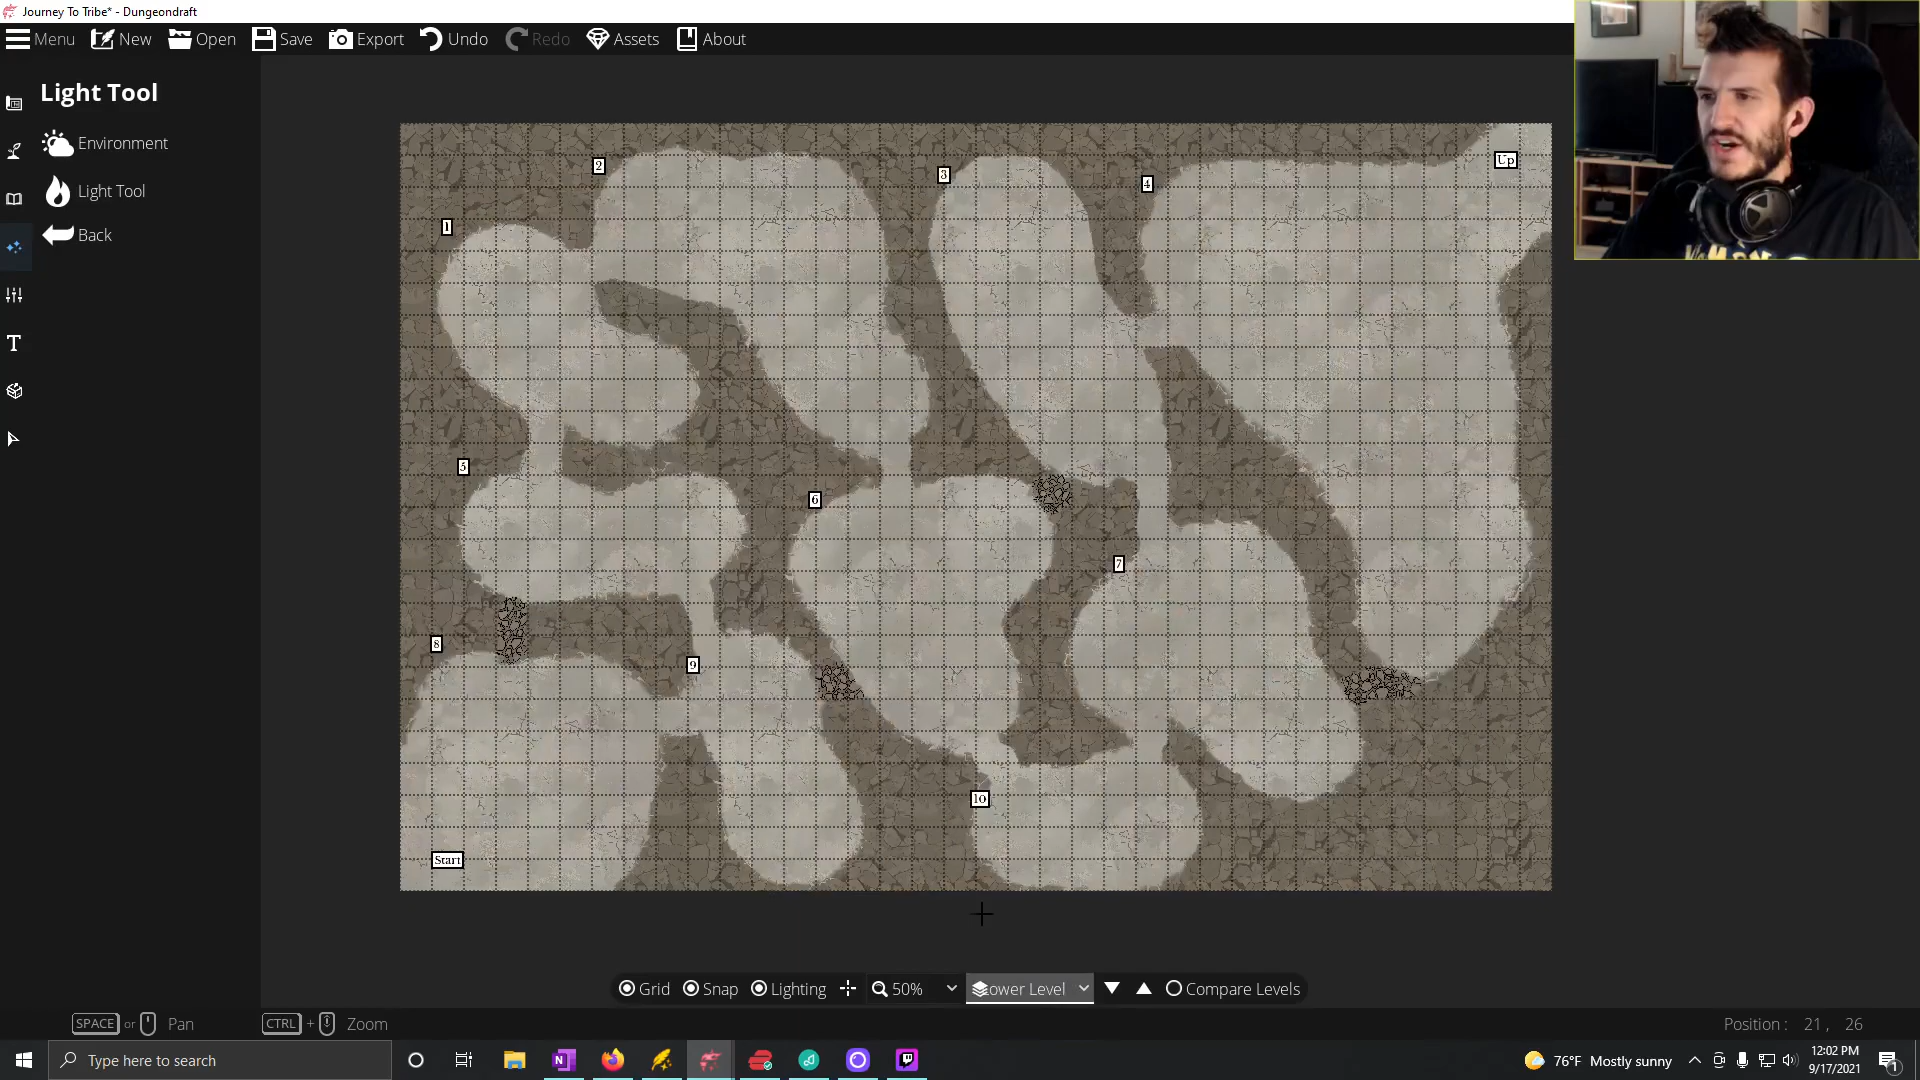 Journey To Tribe* - Dungeondraft
Menu New Open Save Export Undo Redo Assets About
Light Tool
Environment
Light Tool
Back
Up
2
3
4
1
5
6
7
8
9
10
Start
Grid Snap Lighting 50% Lower Level Compare Levels
SPACE or Pan CTRL + Zoom Position : 21, 26
Type here to search 76°F Mostly sunny 12:02 PM
9/17/2021
1